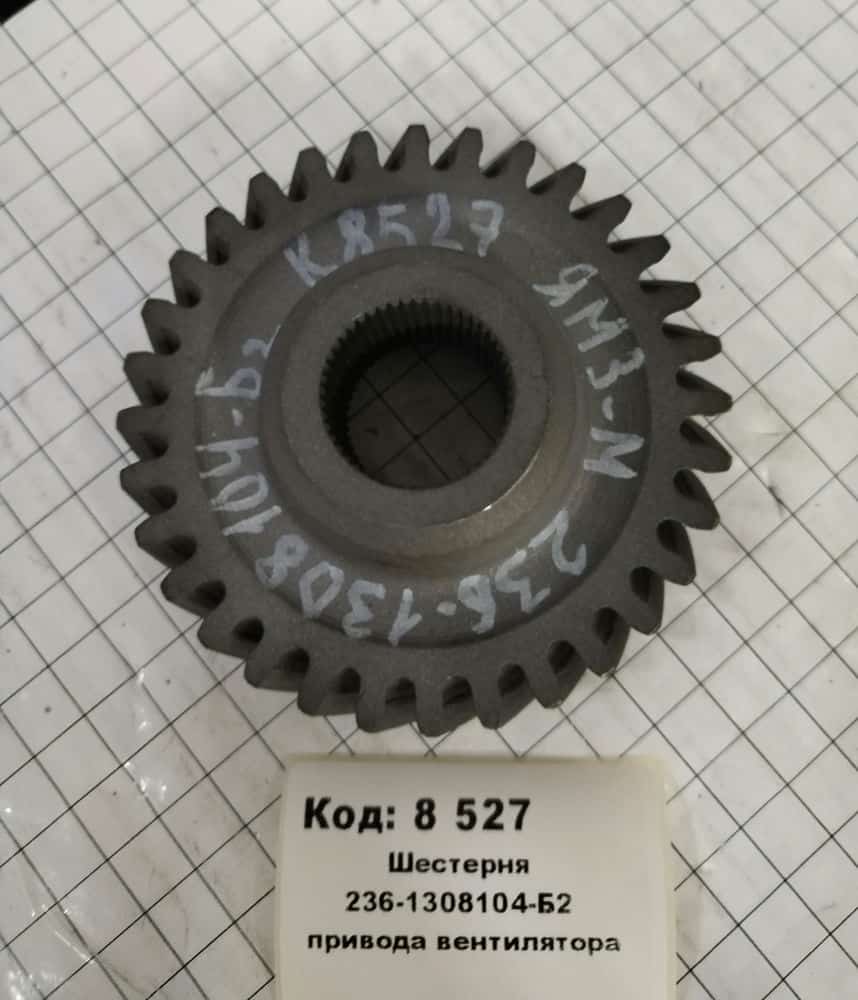 К8527
ЯМЗ-М
236-1308104-Б2
Код: 8 527
Шестерня
236-1308104-Б2
привода вентилятора